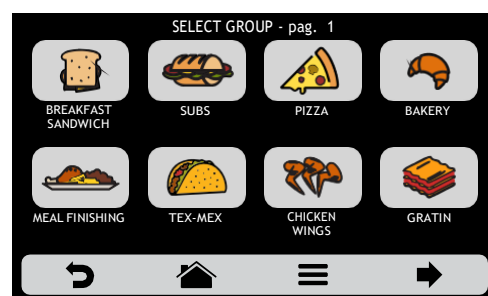 SELECT GROUP - pag. 1
BREAKFAST
SANDWICH
SUBS
PIZZA
BAKERY
MEAL FINISHING
TEX-MEX
CHICKEN
WINGS
GRATIN